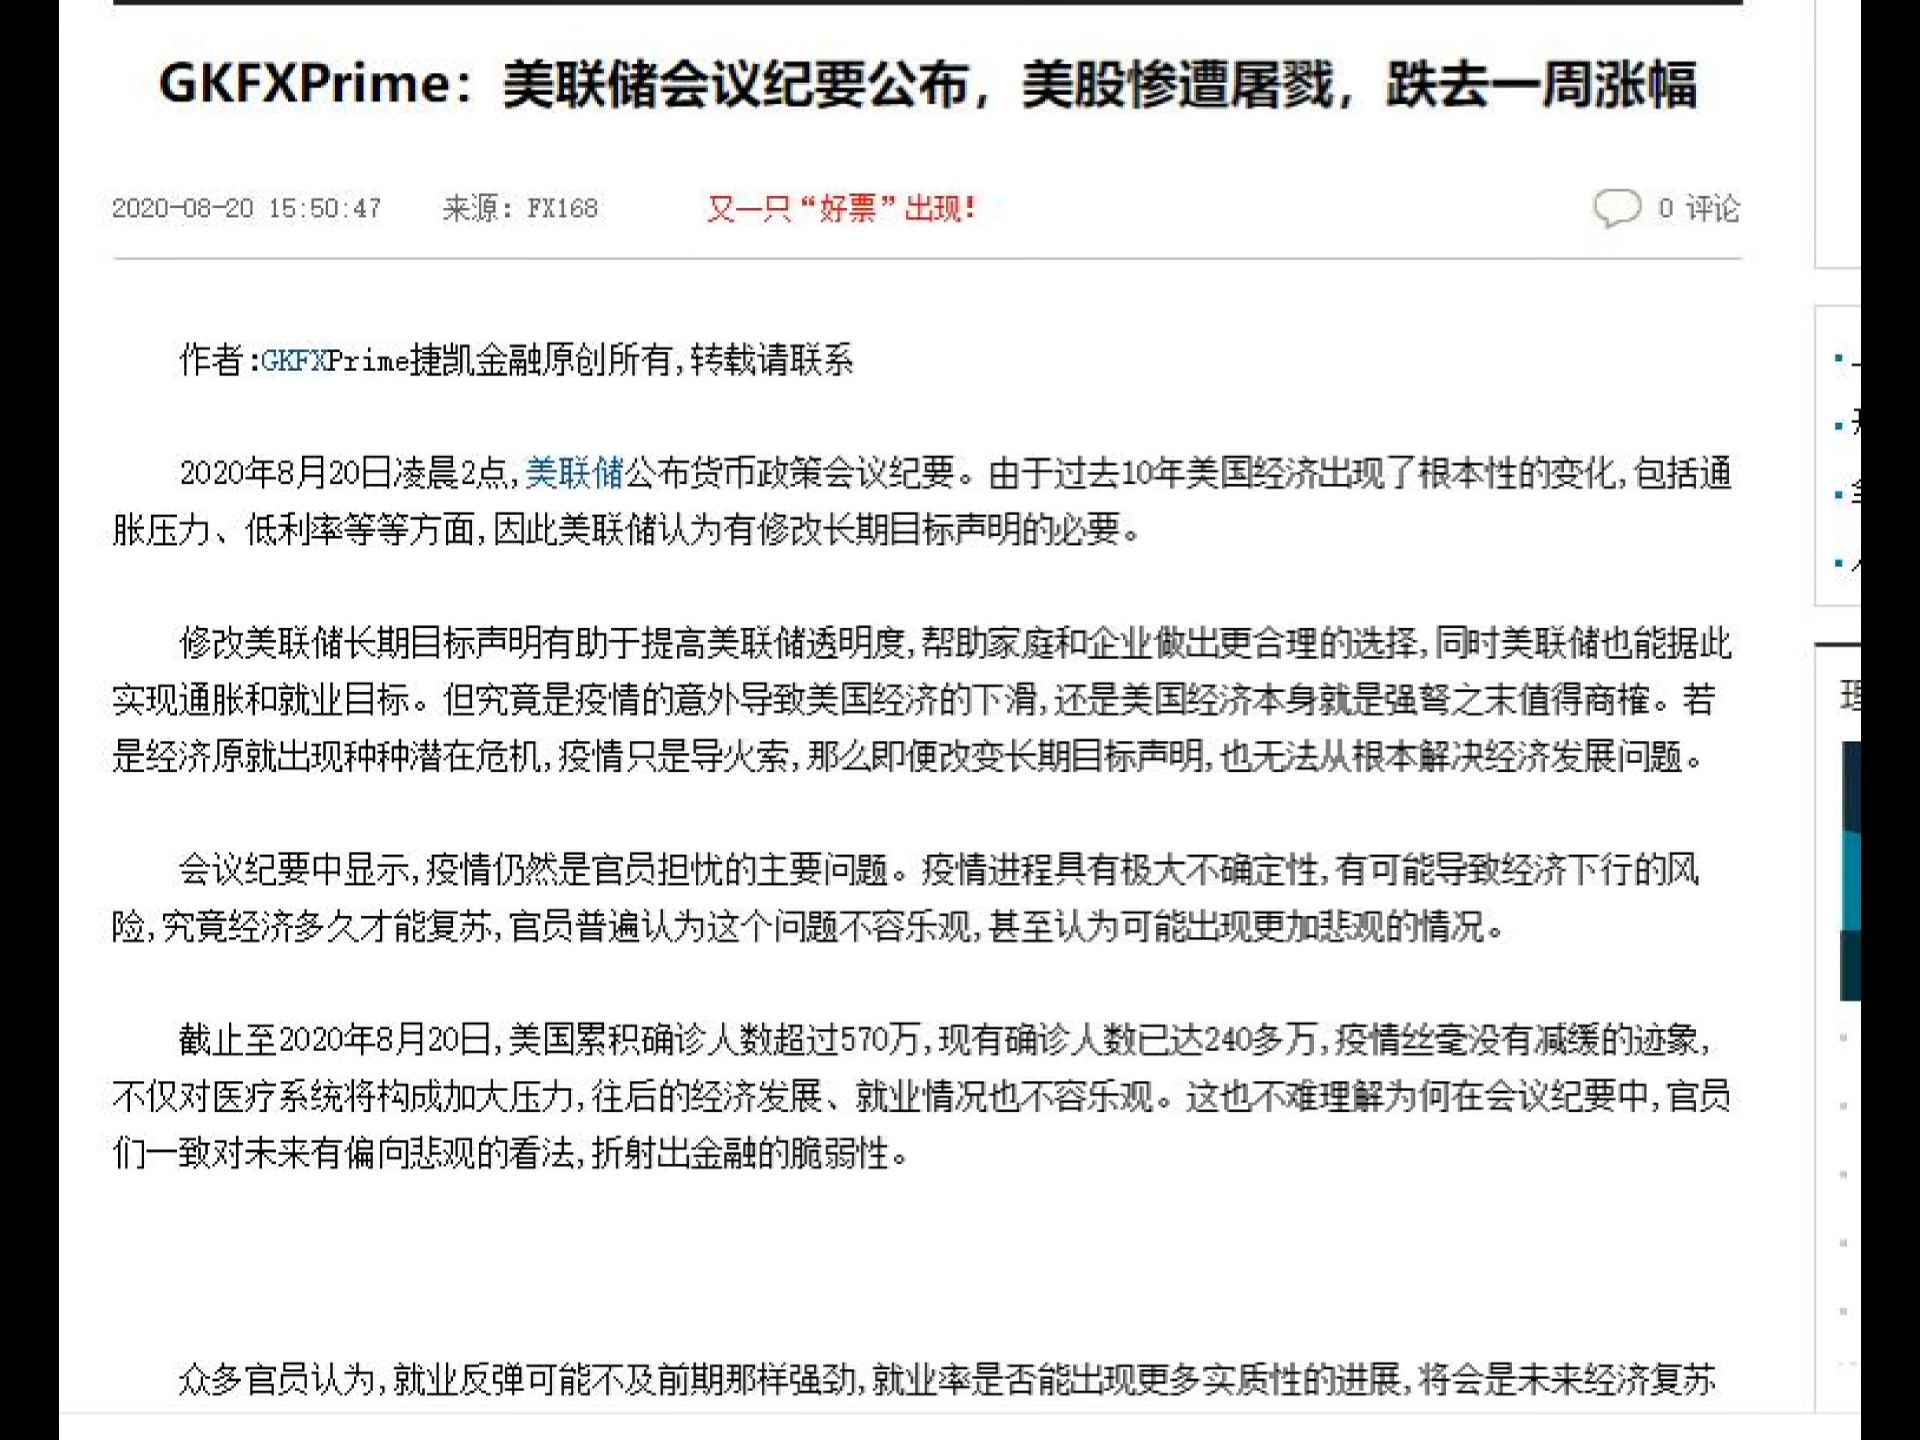 GKFXPrime：美联储会议纪要公布，美股惨遭屠戮，跌去一周涨幅
2020-08-20 15:50:47 来源：FX168 又一只“好票”出现！ 0 评论
作者:GKFXPrime捷凯金融原创所有,转载请联系
2020年8月20日凌晨2点,美联储公布货币政策会议纪要。由于过去10年美国经济出现了根本性的变化,包括通
胀压力、低利率等等方面,因此美联储认为有修改长期目标声明的必要。
修改美联储长期目标声明有助于提高美联储透明度,帮助家庭和企业做出更合理的选择,同时美联储也能据此
实现通胀和就业目标。但究竟是疫情的意外导致美国经济的下滑,还是美国经济本身就是强弩之末值得商榷。若
是经济原就出现种种潜在危机,疫情只是导火索,那么即便改变长期目标声明,也无法从根本解决经济发展问题。
会议纪要中显示,疫情仍然是官员担忧的主要问题。疫情进程具有极大不确定性,有可能导致经济下行的风
险,究竟经济多久才能复苏,官员普遍认为这个问题不容乐观,甚至认为可能出现更加悲观的情况。
截止至2020年8月20日,美国累积确诊人数超过570万,现有确诊人数已达240多万,疫情丝毫没有减缓的迹象,
不仅对医疗系统将构成加大压力,往后的经济发展、就业情况也不容乐观。这也不难理解为何在会议纪要中,官员
们一致对未来有偏向悲观的看法,折射出金融的脆弱性。
众多官员认为,就业反弹可能不及前期那样强劲,就业率是否能出现更多实质性的进展,将会是未来经济复苏